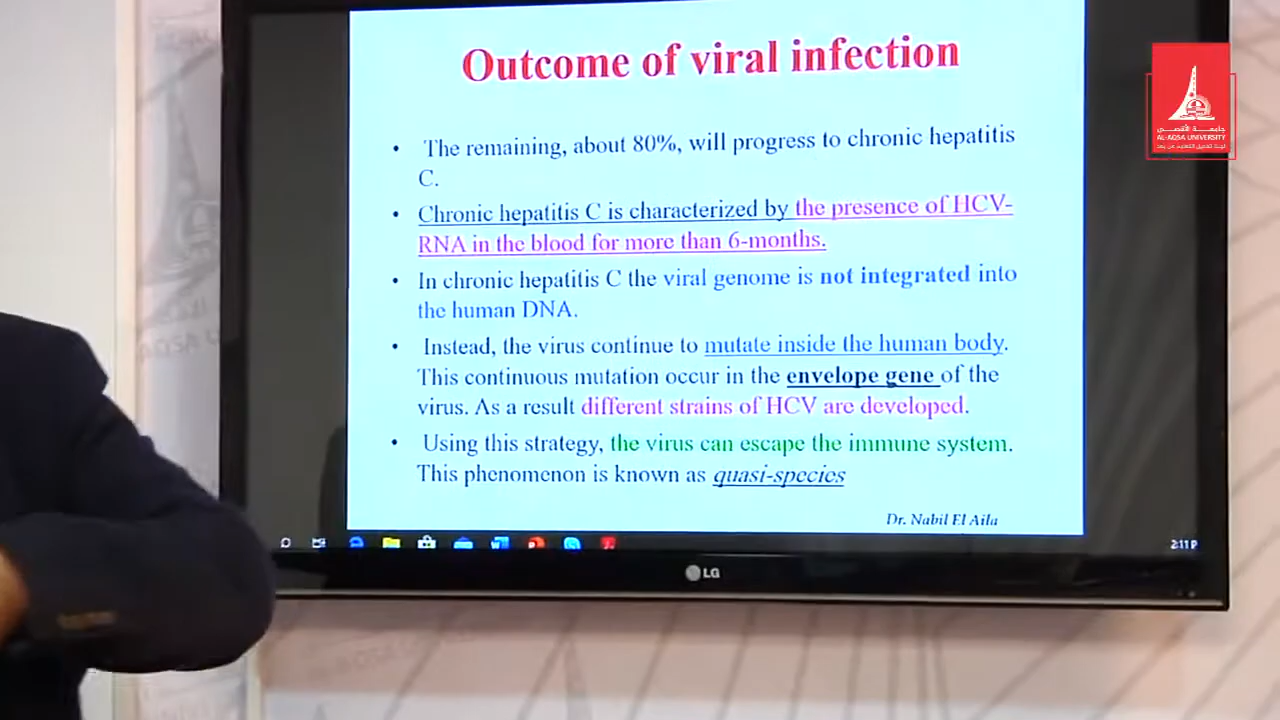 Outcome of viral infection
• The remaining, about 80%, will progress to chronic hepatitis
C.
• Chronic hepatitis C is characterized by the presence of HCV-
RNA in the blood for more than 6-months.
• In chronic hepatitis C the viral genome is not integrated into
the human DNA.
• Instead, the virus continue to mutate inside the human body.
This continuous mutation occur in the envelope gene of the
virus. As a result different strains of HCV are developed.
• Using this strategy, the virus can escape the immune system.
This phenomenon is known as quasi-species
Dr. Nabil El Aila
2:11 P
LG
جامعة الأقصى
AL-AQSA UNIVERSITY